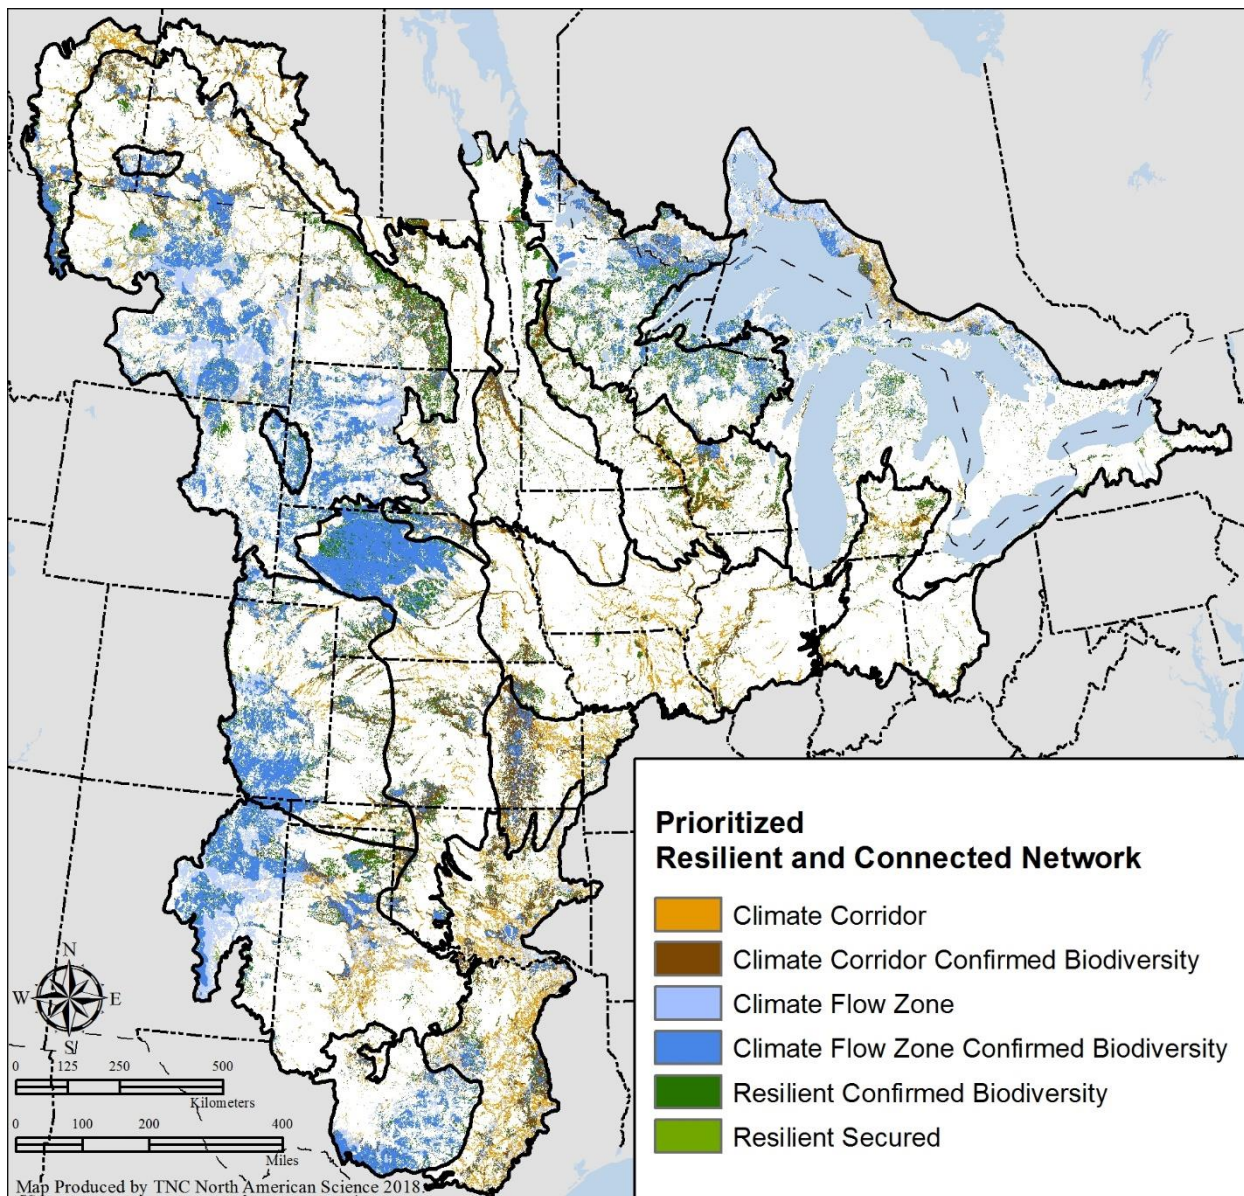 Prioritized
Resilient and Connected Network
Climate Corridor
Climate Corridor Confirmed Biodiversity
Climate Flow Zone
Climate Flow Zone Confirmed Biodiversity
Resilient Confirmed Biodiversity
Resilient Secured
N
W E
S
0 125 250 500
Kilometers
0 100 200 400
Miles
Map Produced by TNC North American Science 2018.